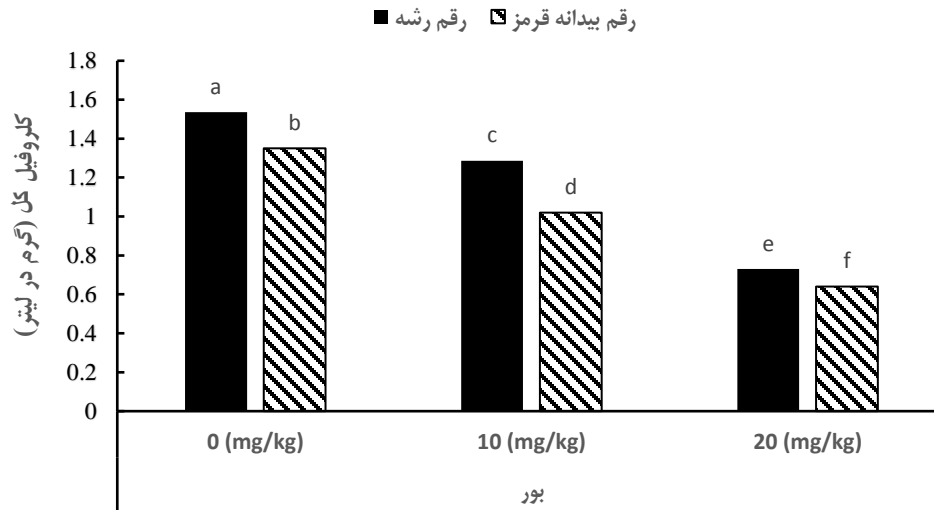 رقم رشه رقم بیدانه قرمز
کلروفیل کل (گرم در لیتر)
1.8
1.6
1.4
1.2
1
0.8
0.6
0.4
0.2
0
a
b
c
d
e
f
0 (mg/kg) 10 (mg/kg) 20 (mg/kg)
بور